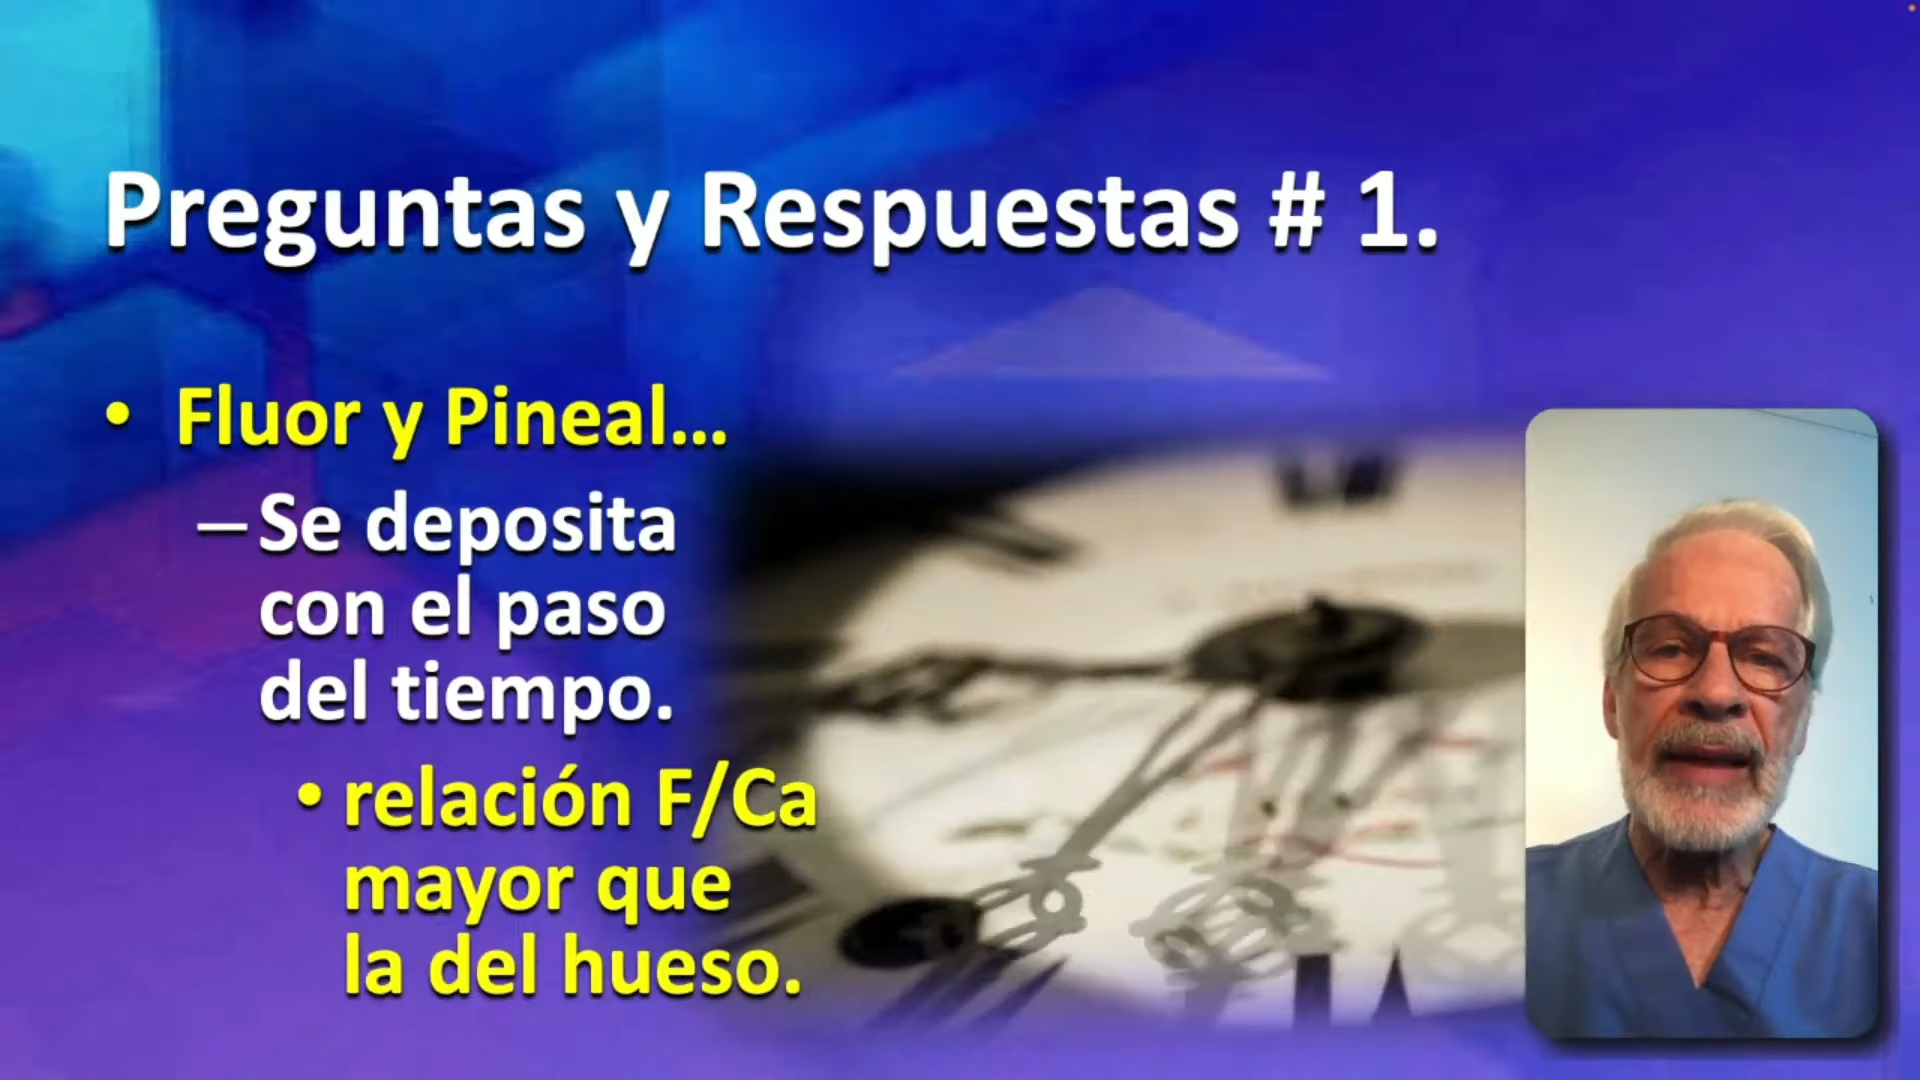 Preguntas y Respuestas # 1.
• Fluor y Pineal...
– Se deposita
con el paso
del tiempo.
• relación F/Ca
mayor que
la del hueso.